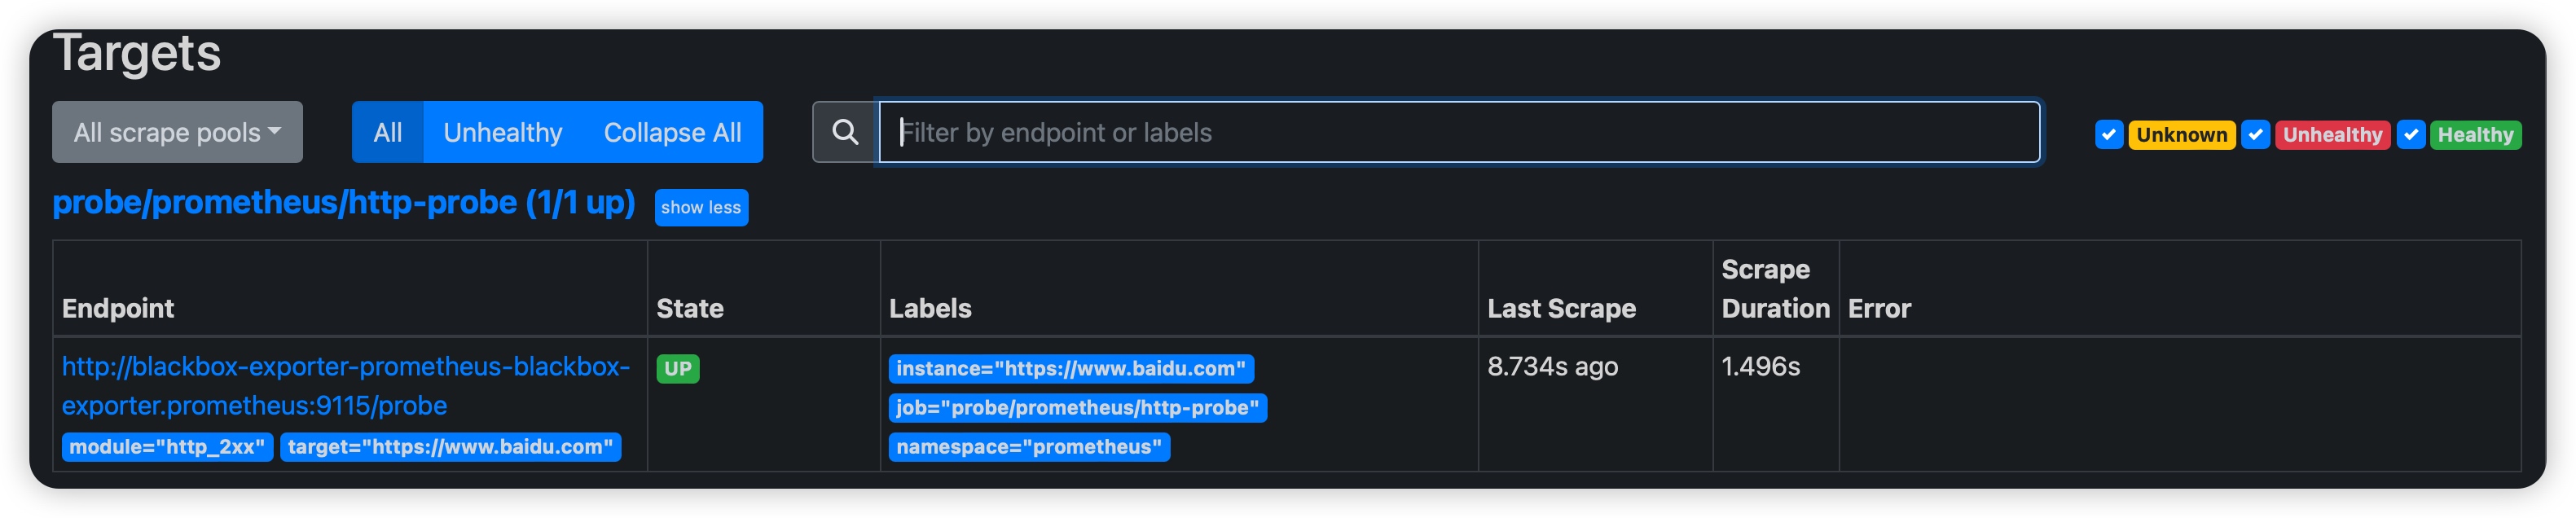 Targets
All scrape pools
All Unhealthy Collapse All
Filter by endpoint or labels
Unknown Unhealthy Healthy
probe/prometheus/http-probe (1/1 up) show less
Endpoint
State
Labels
Last Scrape
Scrape
Duration
Error
http://blackbox-exporter-prometheus-blackbox-
exporter.prometheus:9115/probe
module="http_2xx" target="https://www.baidu.com"
UP
instance="https://www.baidu.com"
job="probe/prometheus/http-probe"
namespace="prometheus"
8.734s ago
1.496s